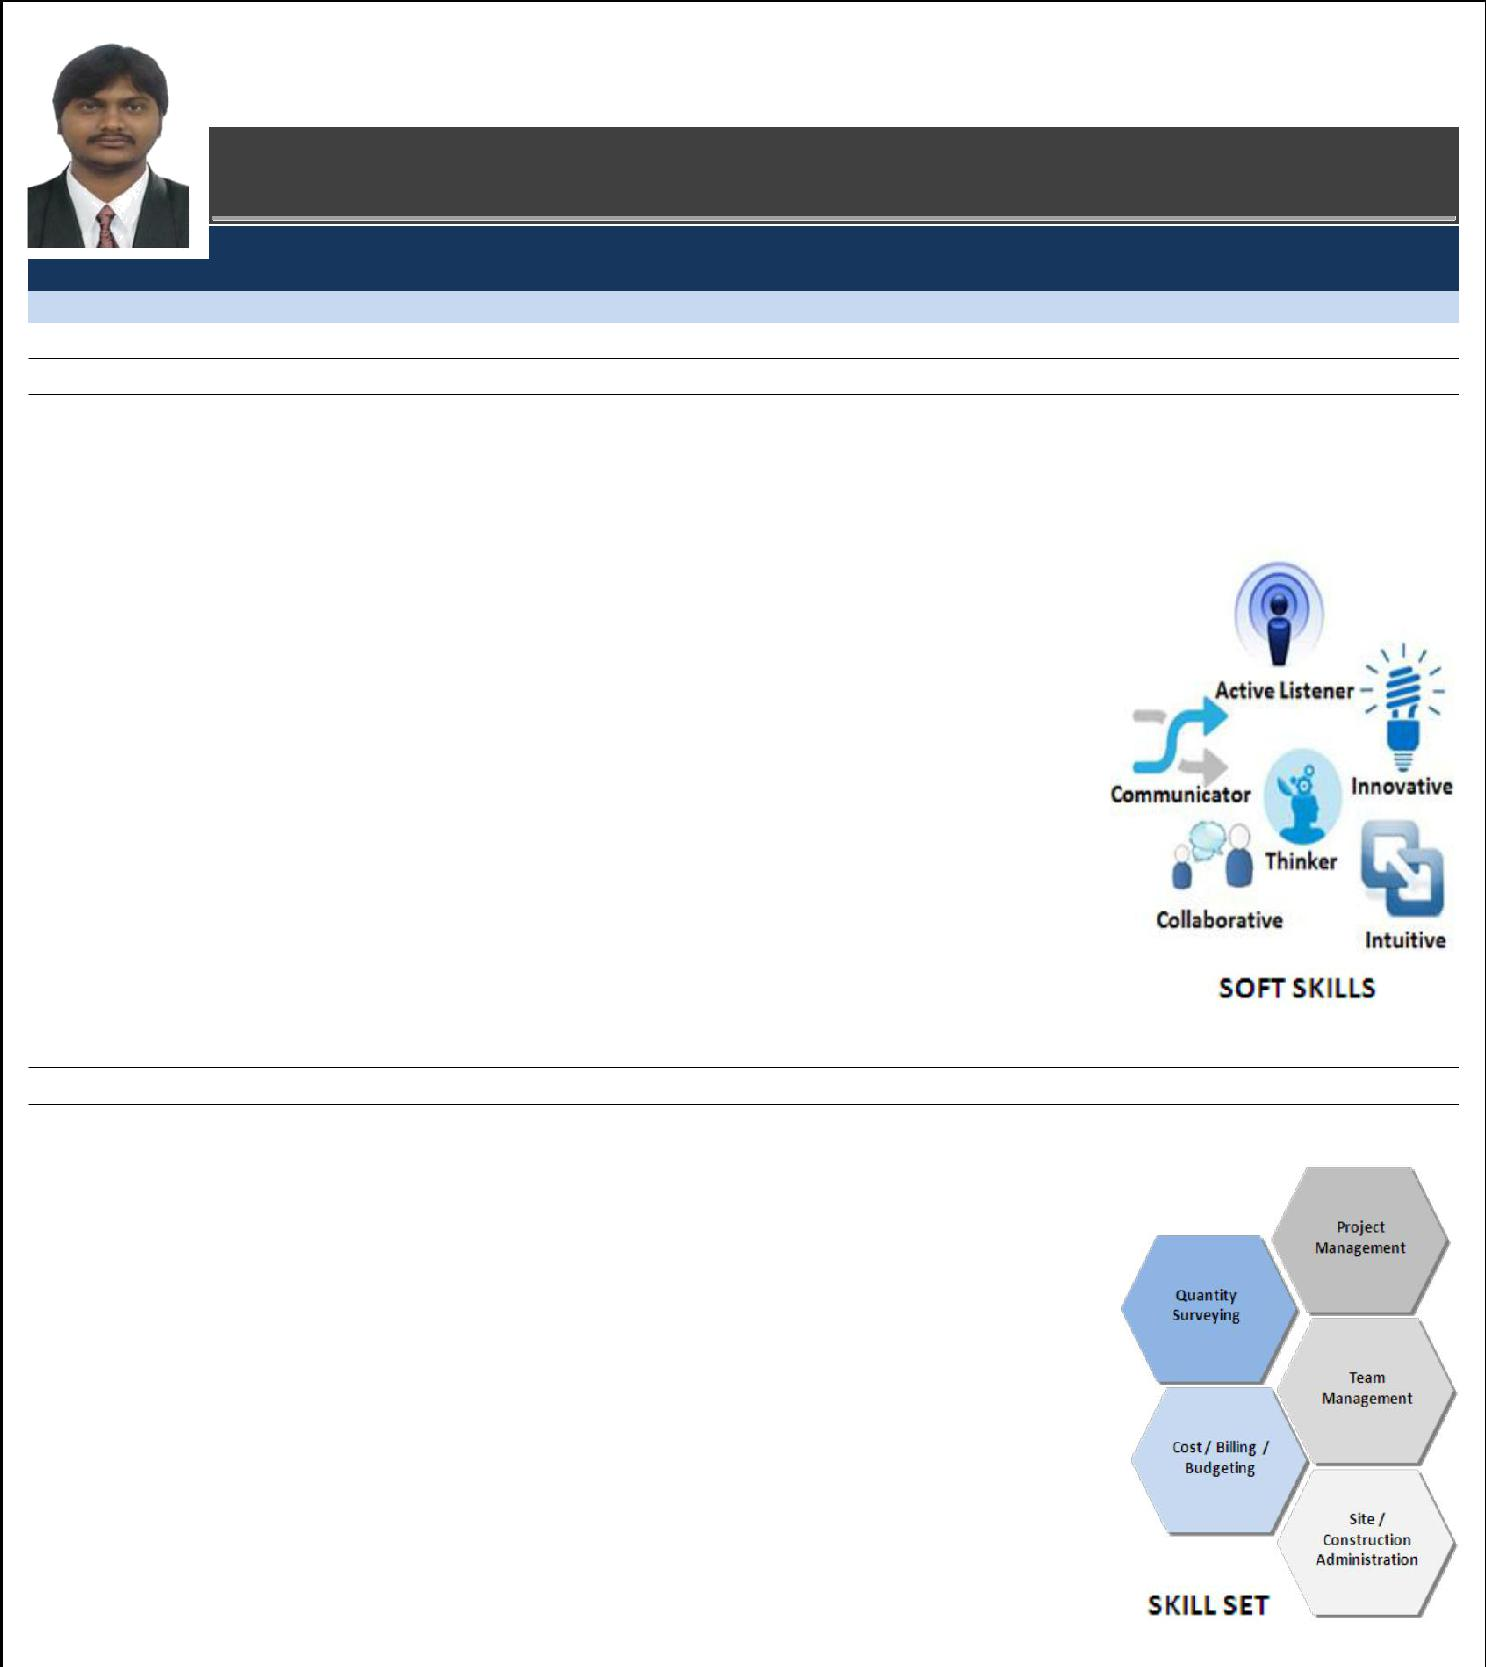 Active Listener
Communicator
Innovative
Thinker
Collaborative
Intuitive
SOFT SKILLS
Project
Management
Quantity
Surveying
Team
Management
Cost / Billing /
Budgeting
Site /
Construction
Administration
SKILL SET